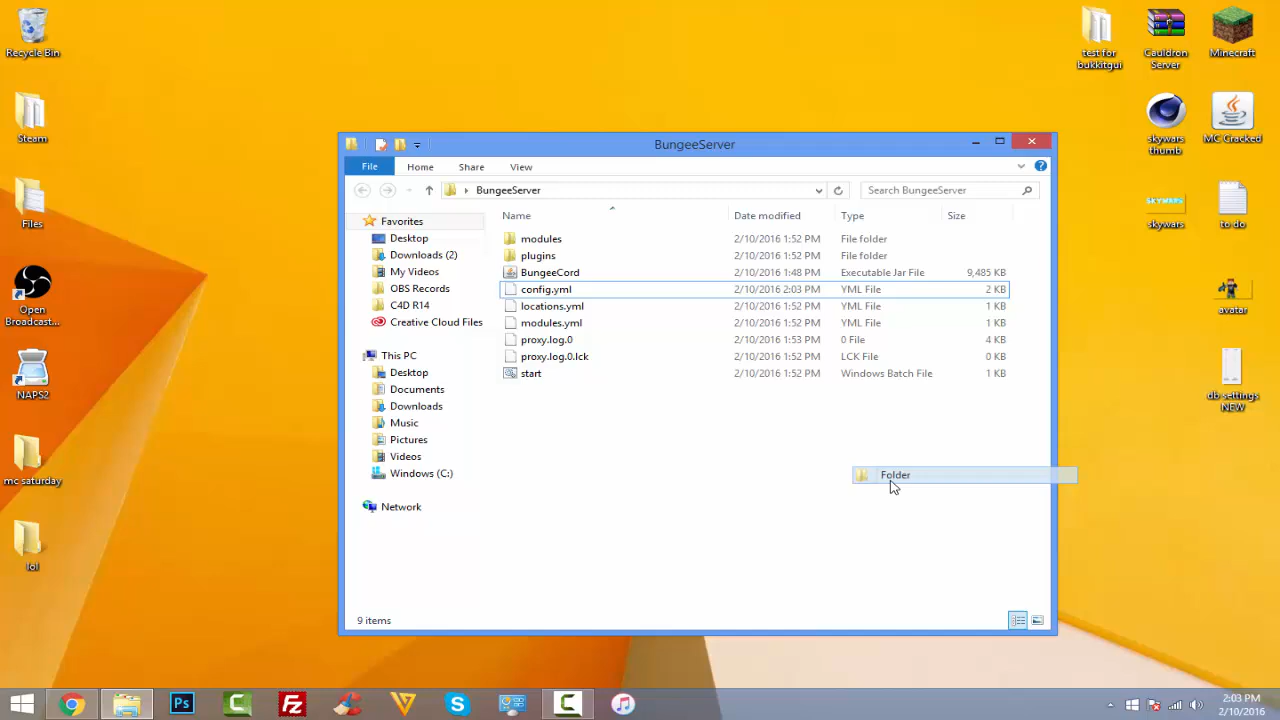 Recycle Bin
Steam
Files
Open
Broadcast...
NAPS2
mc saturday
lol
test for
bukkitgui
Cauldron
Server
Minecraft
skywars
thumb
MC Cracked
skywars
to do
avatar
db settings
NEW
BungeeServer
File
Home
Share
View
BungeeServer
Search BungeeServer
Favorites
Desktop
Downloads (2)
My Videos
OBS Records
C4D R14
Creative Cloud Files
This PC
Desktop
Documents
Downloads
Music
Pictures
Videos
Windows (C:)
Network
Name Date modified Type Size
modules 2/10/2016 1:52 PM File folder
plugins 2/10/2016 1:52 PM File folder
BungeeCord 2/10/2016 1:48 PM Executable Jar File 9,485 KB
config.yml 2/10/2016 2:03 PM YML File 2 KB
locations.yml 2/10/2016 1:52 PM YML File 1 KB
modules.yml 2/10/2016 1:52 PM YML File 1 KB
proxy.log.0 2/10/2016 1:53 PM 0 File 4 KB
proxy.log.0.lck 2/10/2016 1:52 PM LCK File 0 KB
start 2/10/2016 1:52 PM Windows Batch File 1 KB
Folder
9 items
Ps
2:03 PM
2/10/2016